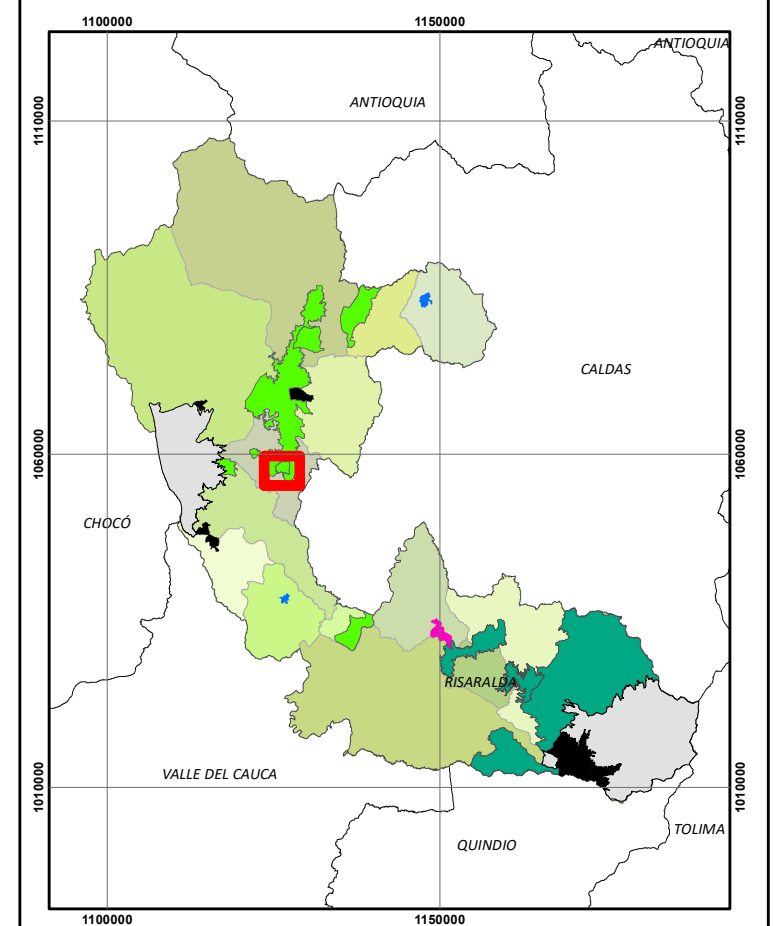 1100000 1150000
ANTIOQUIA
ANTIOQUIA
1110000 1110000
CALDAS
1060000 1060000
CHOCÓ
RISARALDA
VALLE DEL CAUCA
1010000 1010000
TOLIMA
QUINDIO
1100000 1150000